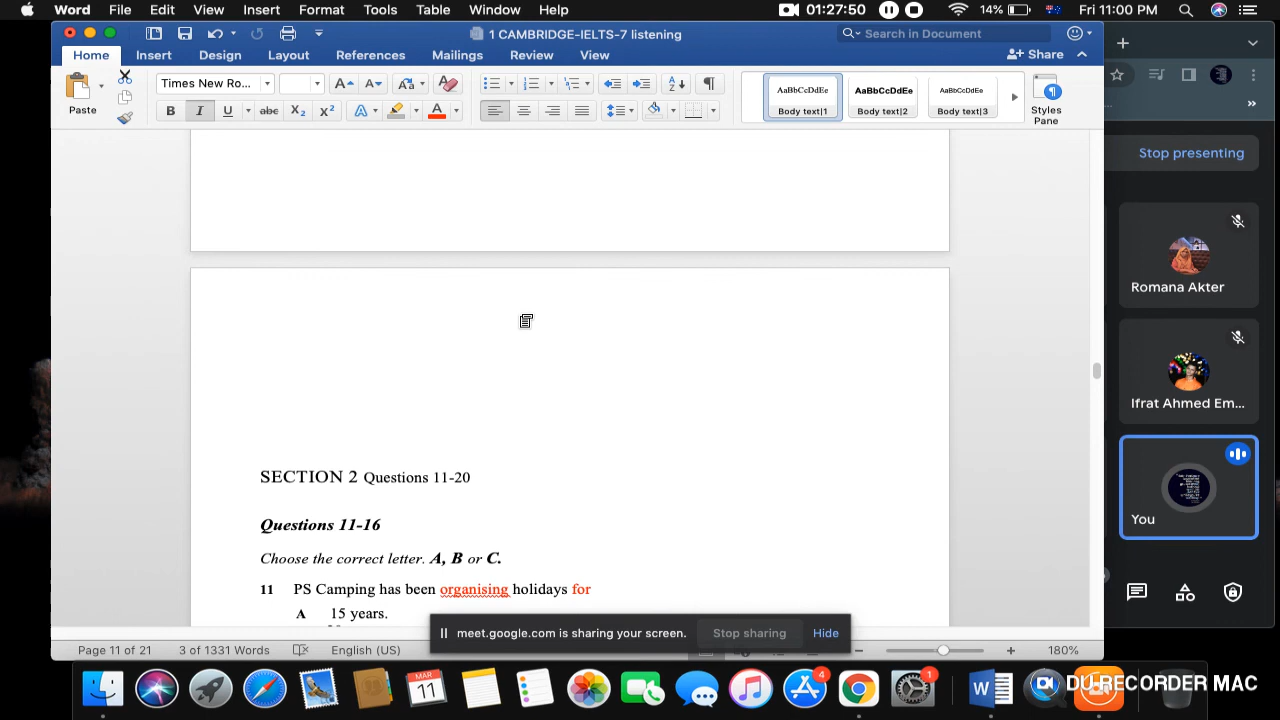 Word File Edit View Insert Format Tools Table Window Help 01:27:50 14% Fri 11:00 PM
1 CAMBRIDGE-IELTS-7 listening
Search in Document
Home Insert Design Layout References Mailings Review View Share
Paste
Times New Ro...
AaBbCcDdEe AaBbCcDdEe AaBbCcDdEe
Body text|1 Body text|2 Body text|3
Styles Pane
Stop presenting
Romana Akter
Ifrat Ahmed Em...
You
SECTION 2 Questions 11-20
Questions 11-16
Choose the correct letter. A, B or C.
11 PS Camping has been organising holidays for
A 15 years.
meet.google.com is sharing your screen. Stop sharing Hide
Page 11 of 21 3 of 1331 Words English (US) 180%
MAR
11
4
1
DU-RECORDER MAC